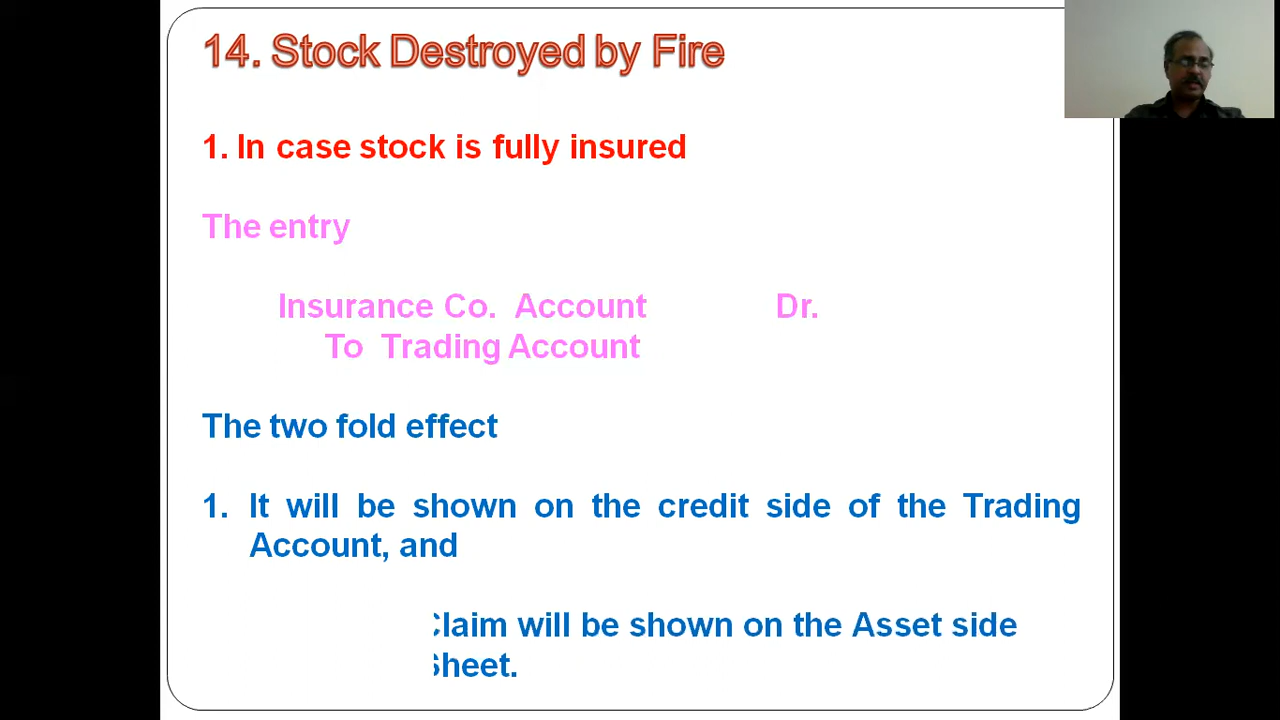 14. Stock Destroyed by Fire
1. In case stock is fully insured
The entry
Insurance Co. Account Dr.
To Trading Account
The two fold effect
1. It will be shown on the credit side of the Trading
Account, and
will be shown on the Asset side